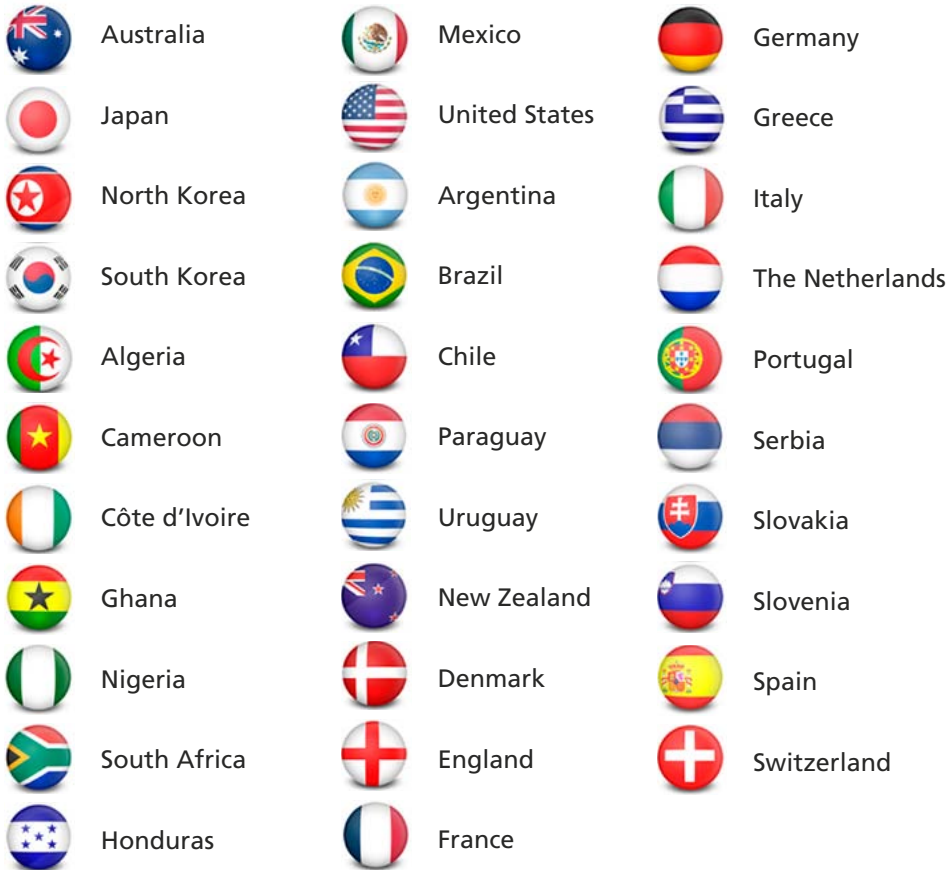 Australia
Japan
North Korea
South Korea
Algeria
Cameroon
Côte d’Ivoire
Ghana
Nigeria
South Africa
Honduras
Mexico
United States
Argentina
Brazil
Chile
Paraguay
Uruguay
New Zealand
Denmark
England
France
Germany
Greece
Italy
The Netherlands
Portugal
Serbia
Slovakia
Slovenia
Spain
Switzerland